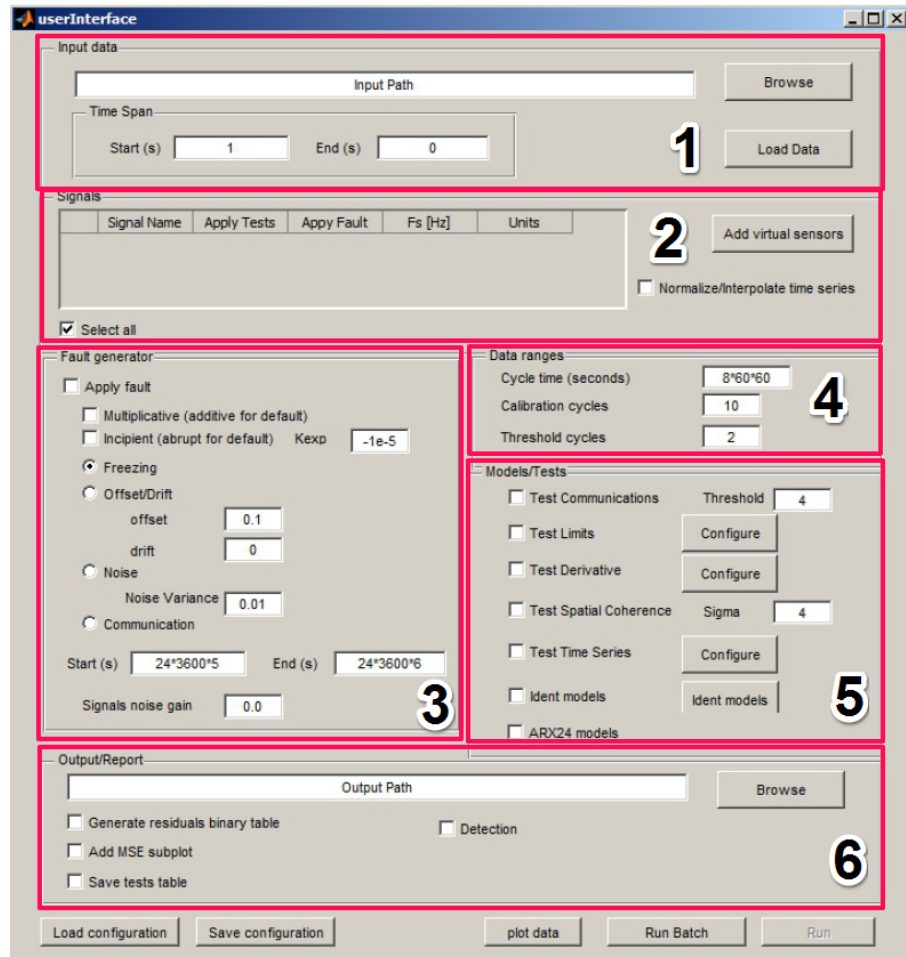 userInterface
Input data
Input Path
Browse
Time Span
Start (s) 1 End (s) 0
1
Load Data
Signals
Signal Name Apply Tests Appy Fault Fs [Hz] Units
2
Add virtual sensors
Normalize/Interpolate time series
Select all
Fault generator
Apply fault
Multiplicative (additive for default)
Incipient (abrupt for default) Kexp -1e-5
Freezing
Offset/Drift
offset 0.1
drift 0
Noise
Noise Variance 0.01
Communication
Start (s) 24*3600*5 End (s) 24*3600*6
Signals noise gain 0.0
3
Data ranges
Cycle time (seconds) 8*60*60
Calibration cycles 10
Threshold cycles 2
4
Models/Tests
Test Communications Threshold 4
Test Limits Configure
Test Derivative Configure
Test Spatial Coherence Sigma 4
Test Time Series Configure
Ident models Ident models
ARX24 models
5
Output/Report
Output Path
Browse
Generate residuals binary table
Detection
Add MSE subplot
Save tests table
6
Load configuration Save configuration plot data Run Batch Run